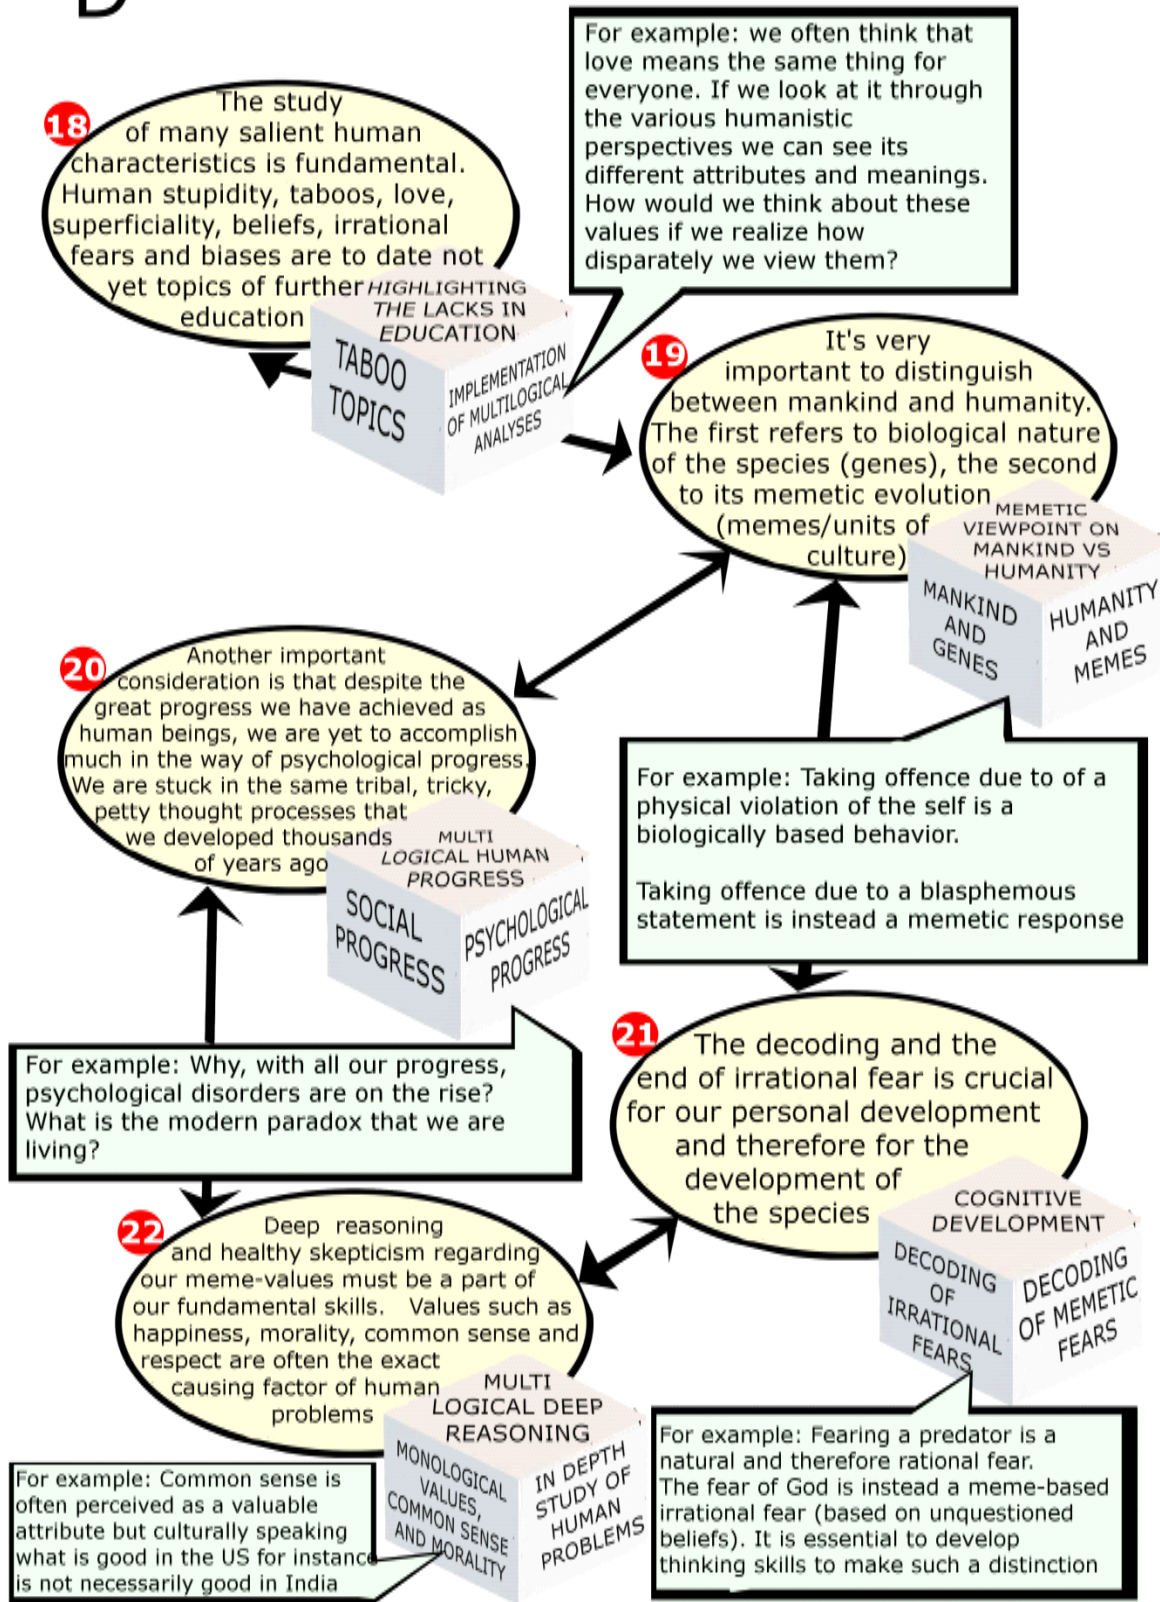 D
For example: we often think that
love means the same thing for
everyone. If we look at it through
the various humanistic
perspectives we can see its
different attributes and meanings.
How would we think about these
values if we realize how
disparately we view them?
18
The study
of many salient human
characteristics is fundamental.
Human stupidity, taboos, love,
superficiality, beliefs, irrational
fears and biases are to date not
yet topics of further
education
HIGHLIGHTING
THE LACKS IN
EDUCATION
TABOO
TOPICS
IMPLEMENTATION
OF MULTILOGICAL
ANALYSES
19
It's very
important to distinguish
between mankind and humanity.
The first refers to biological nature
of the species (genes), the second
to its memetic evolution
(memes/units of
culture)
MEMETIC
VIEWPOINT ON
MANKIND VS
HUMANITY
MANKIND
AND
GENES
HUMANITY
AND
MEMES
20
Another important
consideration is that despite the
great progress we have achieved as
human beings, we are yet to accomplish
much in the way of psychological progress.
We are stuck in the same tribal, tricky,
petty thought processes that
we developed thousands
of years ago
MULTI
LOGICAL HUMAN
PROGRESS
SOCIAL
PROGRESS
PSYCHOLOGICAL
PROGRESS
For example: Taking offence due to of a
physical violation of the self is a
biologically based behavior.
Taking offence due to a blasphemous
statement is instead a memetic response
For example: Why, with all our progress,
psychological disorders are on the rise?
What is the modern paradox that we are
living?
21
The decoding and the
end of irrational fear is crucial
for our personal development
and therefore for the
development of
the species
COGNITIVE
DEVELOPMENT
DECODING
OF
IRRATIONAL
FEARS
DECODING
OF MEMETIC
FEARS
22
Deep reasoning
and healthy skepticism regarding
our meme-values must be a part of
our fundamental skills. Values such as
happiness, morality, common sense and
respect are often the exact
causing factor of human
problems
MULTI
LOGICAL DEEP
REASONING
MONOLOGICAL
VALUES,
COMMON SENSE
AND MORALITY
IN DEPTH
STUDY OF
HUMAN
PROBLEMS
For example: Common sense is
often perceived as a valuable
attribute but culturally speaking
what is good in the US for instance
is not necessarily good in India
For example: Fearing a predator is a
natural and therefore rational fear.
The fear of God is instead a meme-based
irrational fear (based on unquestioned
beliefs). It is essential to develop
thinking skills to make such a distinction